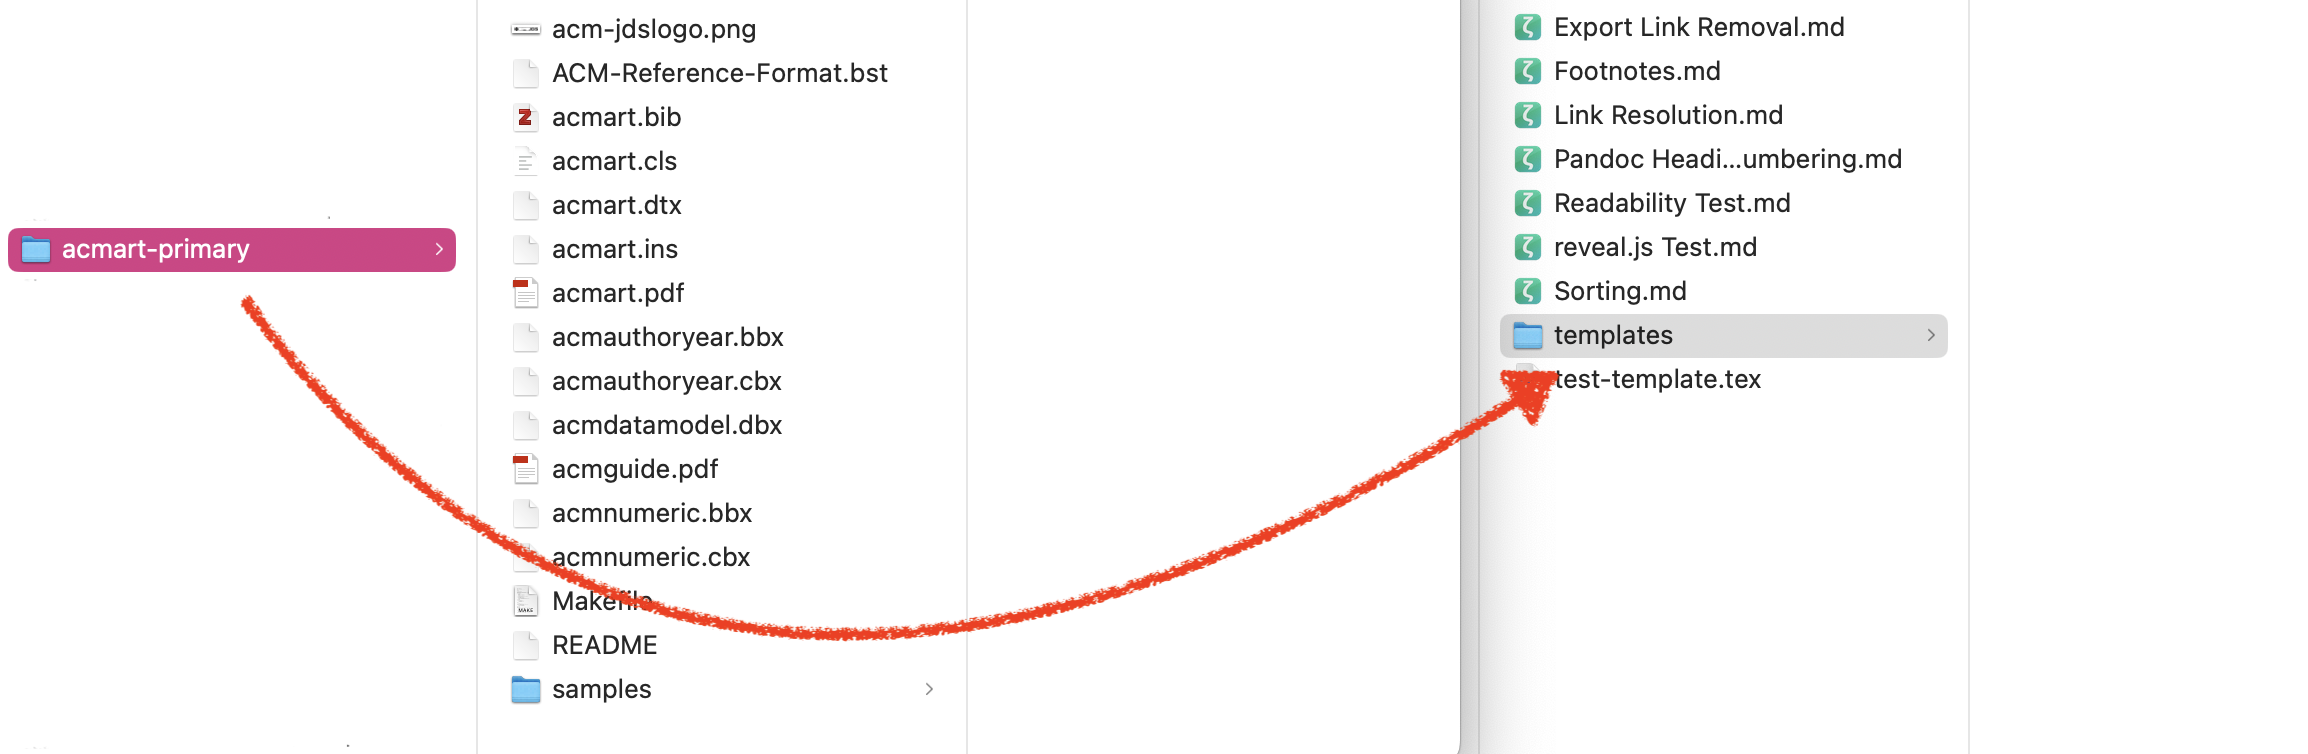 acmart-primary
acm-jdslogo.png
ACM-Reference-Format.bst
acmart.bib
acmart.cls
acmart.dtx
acmart.ins
acmart.pdf
acmauthoryear.bbx
acmauthoryear.cbx
acmdatamodel.dbx
acmguide.pdf
acmnumeric.bbx
acmnumeric.cbx
Makefile
README
samples
Export Link Removal.md
Footnotes.md
Link Resolution.md
Pandoc Headi...umbering.md
Readability Test.md
reveal.js Test.md
Sorting.md
templates
test-template.tex